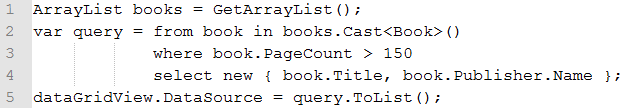 1 ArrayList books = GetArrayList();
2 var query = from book in books.Cast<Book>()
3 where book.PageCount > 150
4 select new { book.Title, book.Publisher.Name };
5 dataGridView.DataSource = query.ToList();